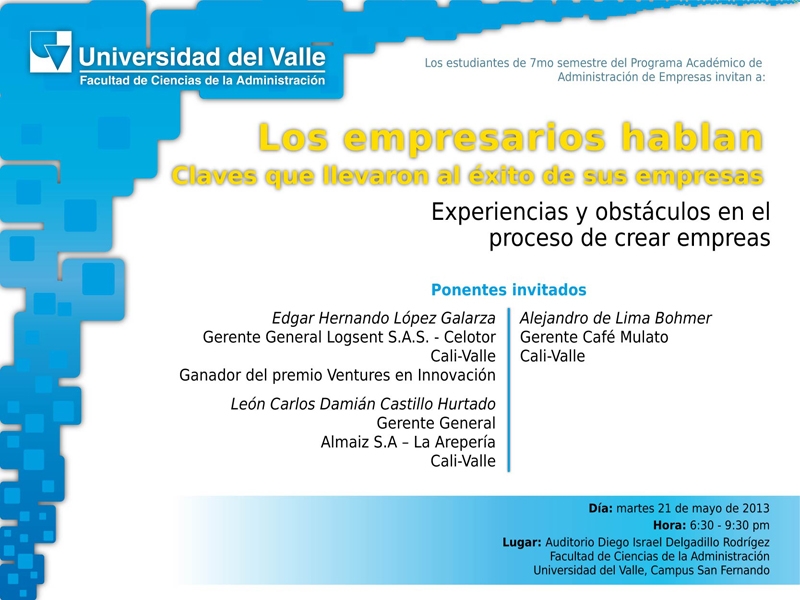 Universidad del Valle
Facultad de Ciencias de la Administración
Los estudiantes de 7mo semestre del Programa Académico de
Administración de Empresas invitan a:
Los empresarios hablan
Claves que llevaron al éxito de sus empresas
Experiencias y obstáculos en el
proceso de crear empreas
Ponentes invitados
Edgar Hernando López Galarza
Gerente General Logsent S.A.S. - Celotor
Cali-Valle
Ganador del premio Ventures en Innovación
León Carlos Damián Castillo Hurtado
Gerente General
Almaiz S.A – La Arepería
Cali-Valle
Alejandro de Lima Bohmer
Gerente Café Mulato
Cali-Valle
Día: martes 21 de mayo de 2013
Hora: 6:30 - 9:30 pm
Lugar: Auditorio Diego Israel Delgadillo Rodrígez
Facultad de Ciencias de la Administración
Universidad del Valle, Campus San Fernando